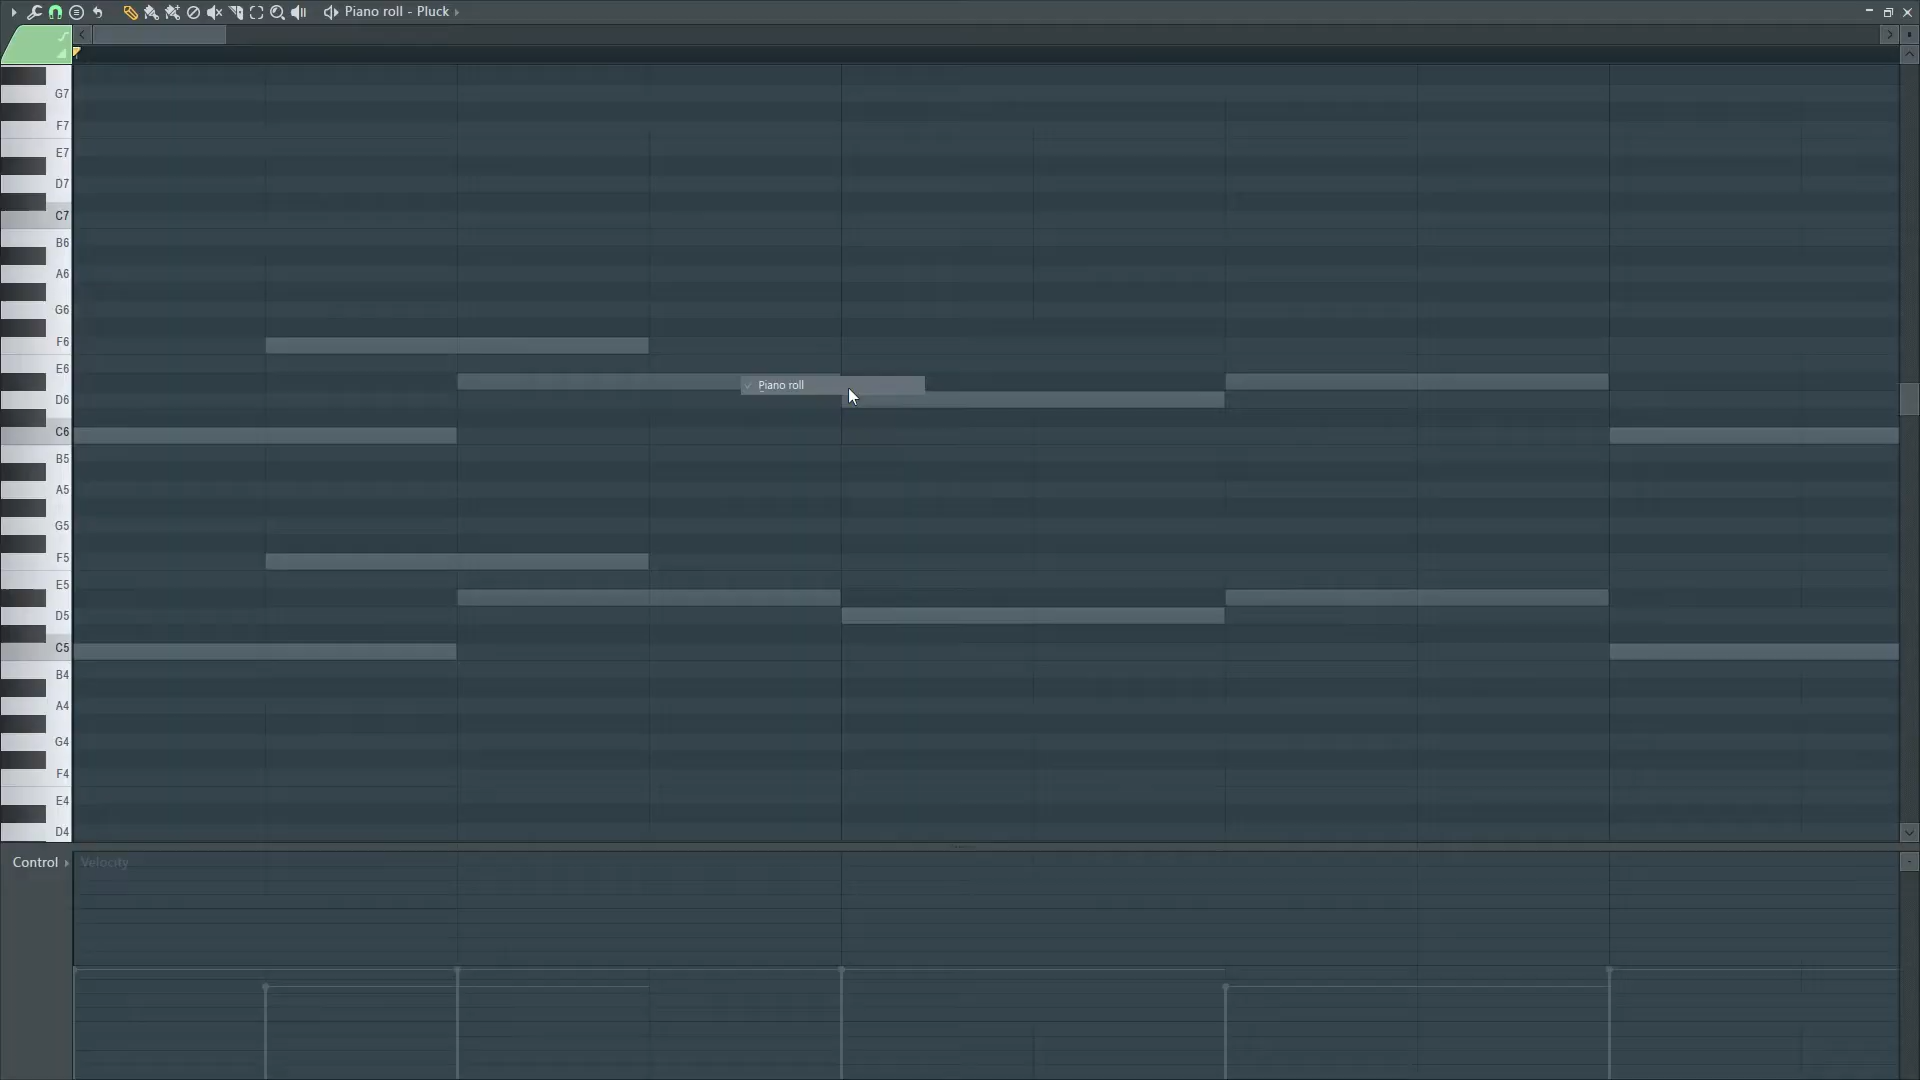 Piano roll - Pluck
G7
F7
E7
D7
C7
B6
A6
G6
F6
E6
Piano roll
D6
C6
B5
A5
G5
F5
E5
D5
C5
B4
A4
G4
F4
E4
D4
Control
Velocity